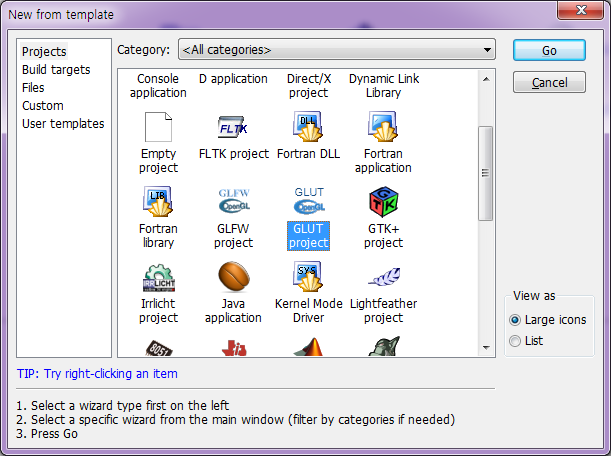 New from template
Projects
Build targets
Files
Custom
User templates
Category: <All categories>
Go
Cancel
Console application
D application
Direct/X project
Dynamic Link Library
FLTK
DLL
Empty project
FLTK project
Fortran DLL
Fortran application
LIB
GLFW
OpenGL
GLUT
OpenGL
GTK
Fortran library
GLFW project
GLUT project
GTK+ project
IRRLICHT
SYS
Irrlicht project
Java application
Kernel Mode Driver
Lightfeather project
8051
View as
Large icons
List
TIP: Try right-clicking an item
1. Select a wizard type first on the left
2. Select a specific wizard from the main window (filter by categories if needed)
3. Press Go